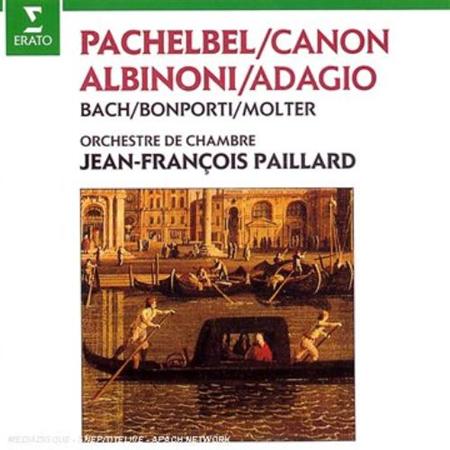 ERATO
PACHELBEL/CANON
ALBINONI/ADAGIO
BACH/BONPORTI/MOLTER
ORCHESTRE DE CHAMBRE
JEAN-FRANÇOIS PAILLARD